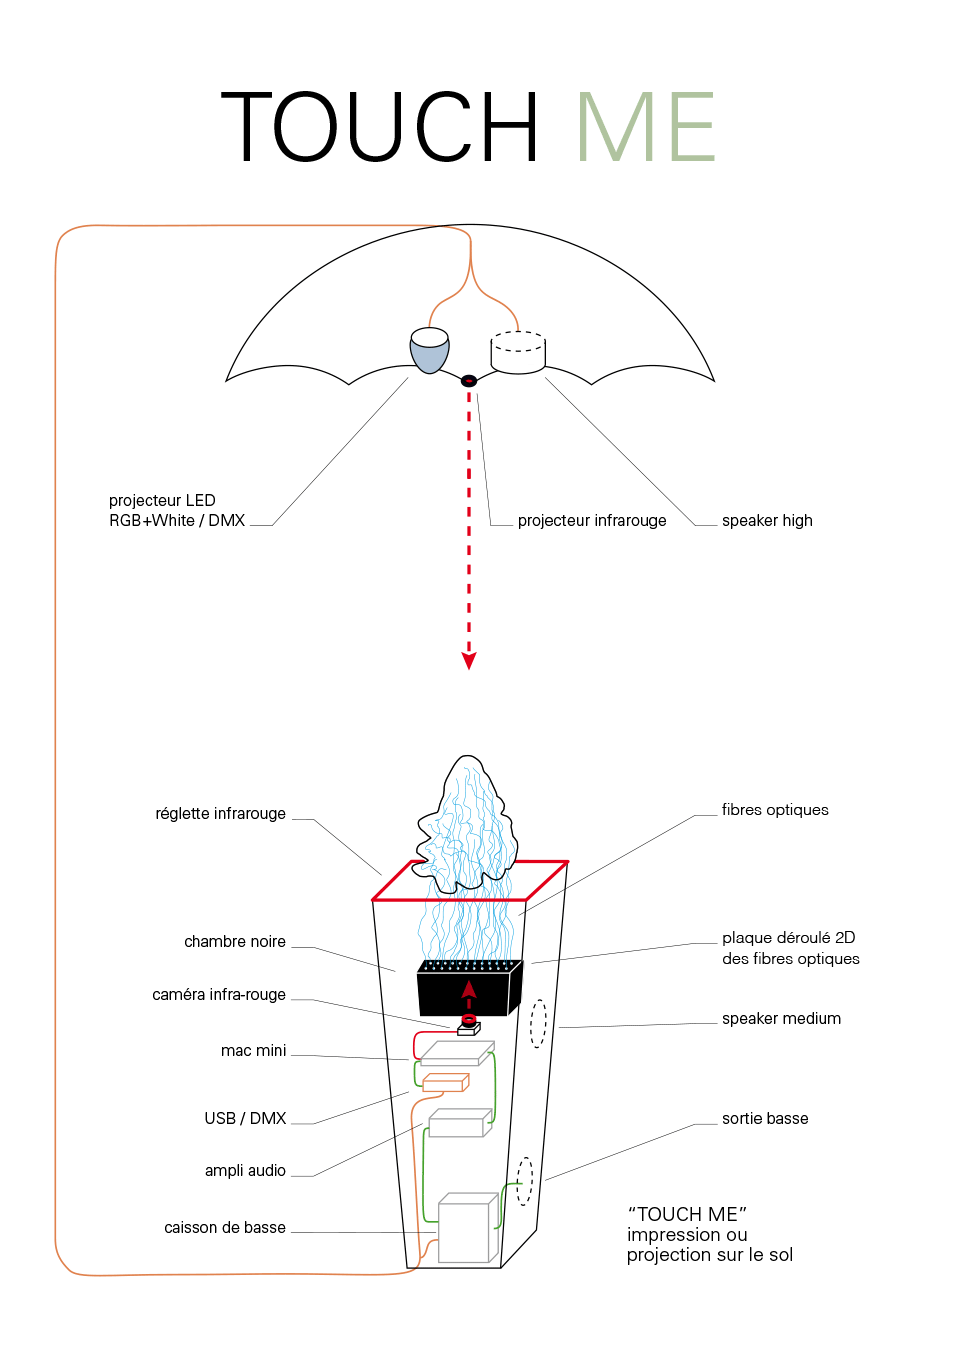 TOUCH ME
projecteur LED
RGB+White / DMX
projecteur infrarouge
speaker high
réglette infrarouge
fibres optiques
chambre noire
plaque déroulé 2D
des fibres optiques
caméra infra-rouge
speaker medium
mac mini
USB / DMX
sortie basse
ampli audio
caisson de basse
“TOUCH ME”
impression ou
projection sur le sol